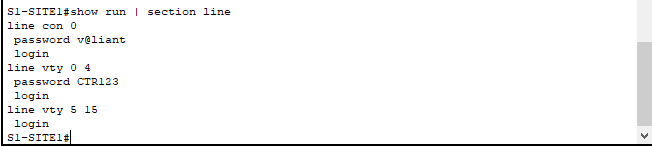 S1-SITE1#show run | section line
line con 0
 password v@liant
 login
line vty 0 4
 password CTR123
 login
line vty 5 15
 login
S1-SITE1#